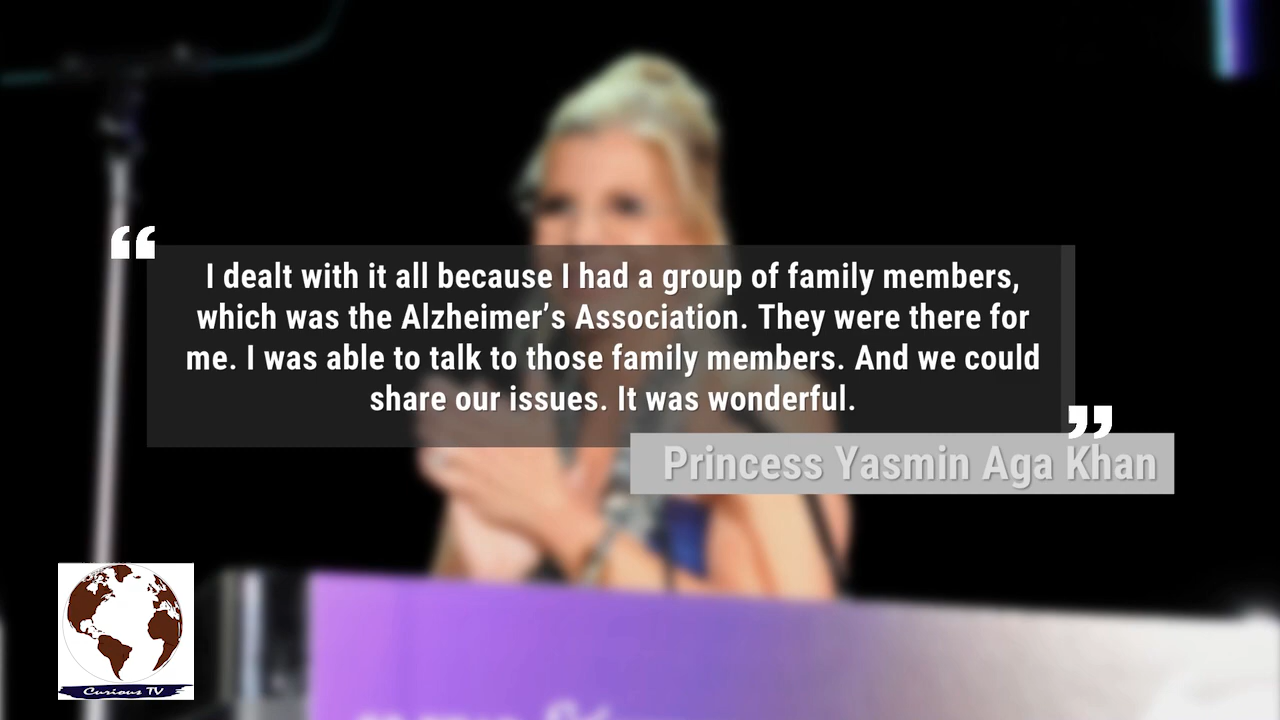 “
I dealt with it all because I had a group of family members,
which was the Alzheimer’s Association. They were there for
me. I was able to talk to those family members. And we could
share our issues. It was wonderful.
”
Princess Yasmin Aga Khan
Curious TV